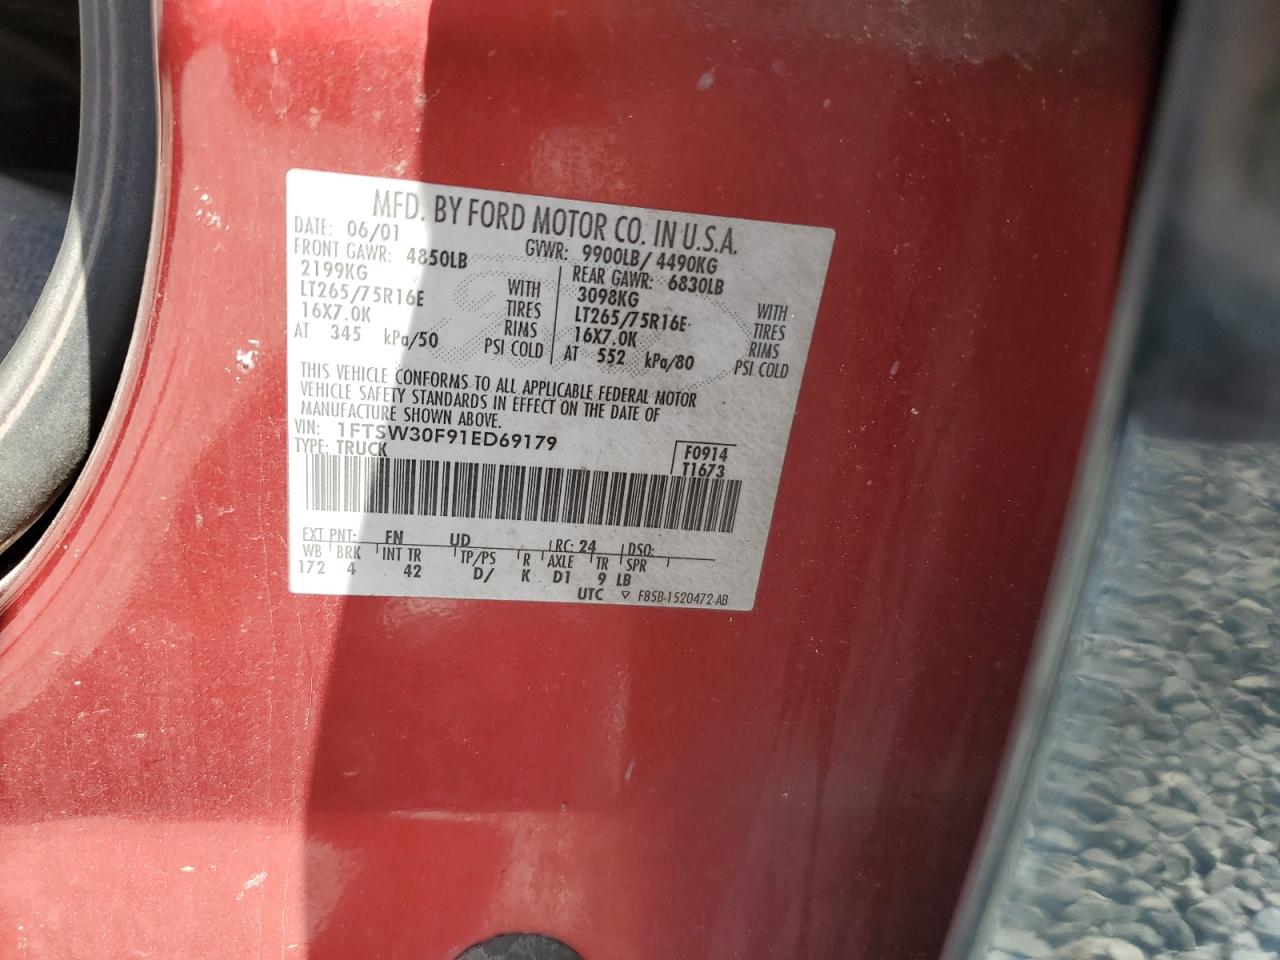 MFD. BY FORD MOTOR CO. IN U.S.A.
DATE: 06/01 GVWR: 9900LB/4490KG
FRONT GAWR: 4850LB REAR GAWR: 6830LB
2199KG WITH 3098KG WITH
LT265/75R16E TIRES LT265/75R16E TIRES
16X7.0K RIMS 16X7.0K RIMS
AT 345 kPa/50 PSI COLD AT 552 kPa/80 PSI COLD
THIS VEHICLE CONFORMS TO ALL APPLICABLE FEDERAL MOTOR
VEHICLE SAFETY STANDARDS IN EFFECT ON THE DATE OF
MANUFACTURE SHOWN ABOVE.
VIN: 1FTSW30F91ED69179
TYPE: TRUCK
F0914
T1673
EXT PNT: FN UD RC: 24 DSO:
WB BRK INT TR TP/PS R AXLE TR SPR
172 4 42 D/ K D1 9 LB
UTC ▽ F85B-1520472-AB